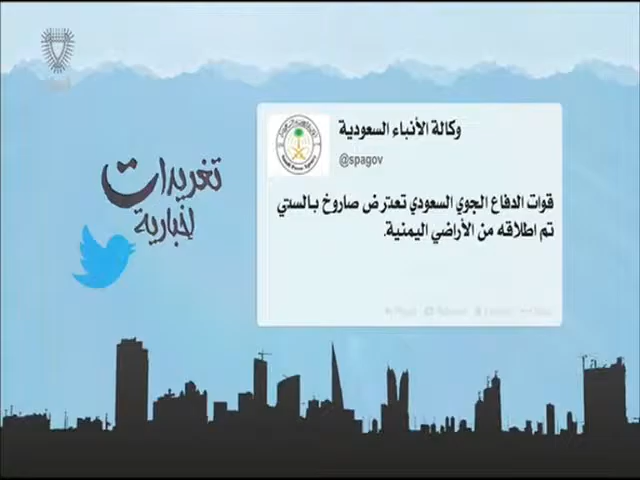 تغريدات
إخبارية
وكالة الأنباء السعودية
@spagov
قوات الدفاع الجوي السعودي تعترض صاروخ بالستي
تم اطلاقه من الأراضي اليمنية.